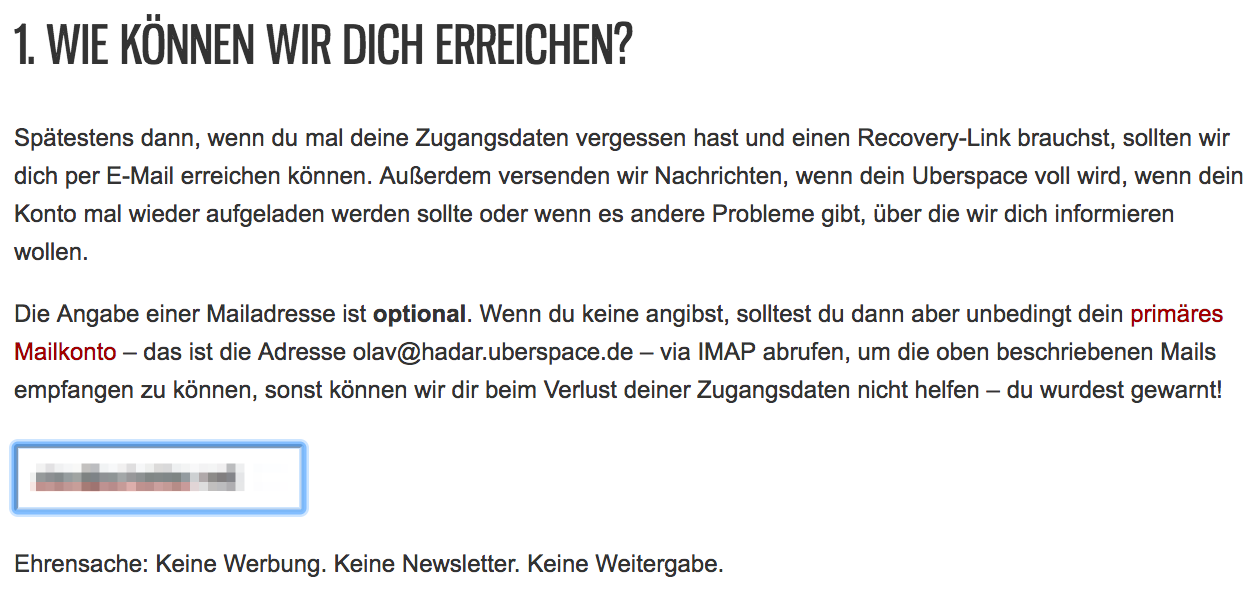 1. WIE KÖNNEN WIR DICH ERREICHEN?
Spätestens dann, wenn du mal deine Zugangsdaten vergessen hast und einen Recovery-Link brauchst, sollten wir
dich per E-Mail erreichen können. Außerdem versenden wir Nachrichten, wenn dein Uberspace voll wird, wenn dein
Konto mal wieder aufgeladen werden sollte oder wenn es andere Probleme gibt, über die wir dich informieren
wollen.
Die Angabe einer Mailadresse ist optional. Wenn du keine angibst, solltest du dann aber unbedingt dein primäres
Mailkonto – das ist die Adresse olav@hadar.uberspace.de – via IMAP abrufen, um die oben beschriebenen Mails
empfangen zu können, sonst können wir dir beim Verlust deiner Zugangsdaten nicht helfen – du wurdest gewarnt!
Ehrensache: Keine Werbung. Keine Newsletter. Keine Weitergabe.